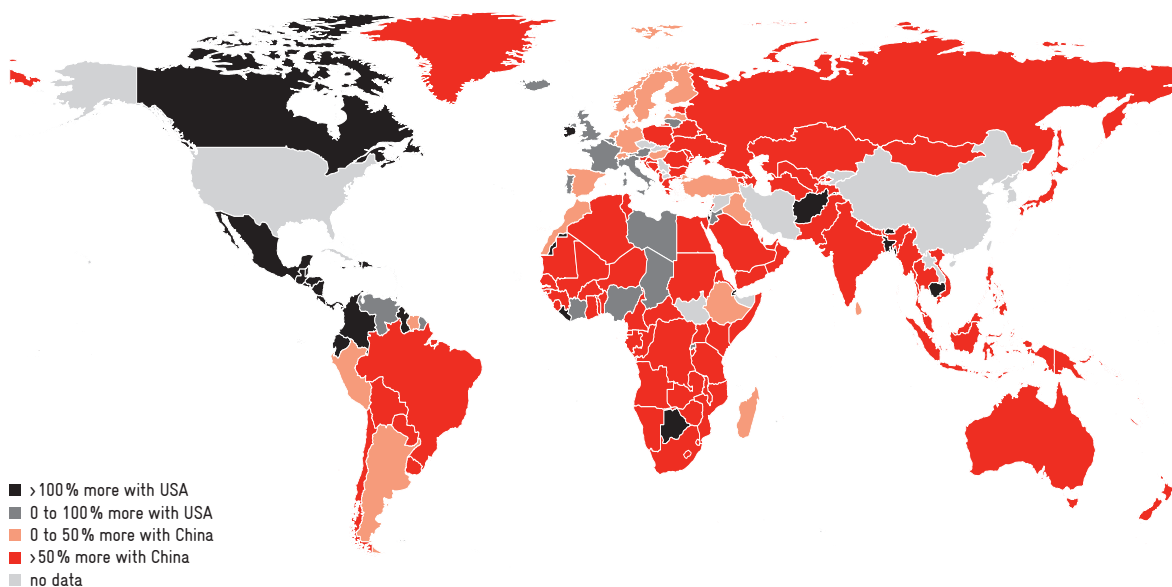 >100% more with USA
0 to 100% more with USA
0 to 50% more with China
>50% more with China
no data